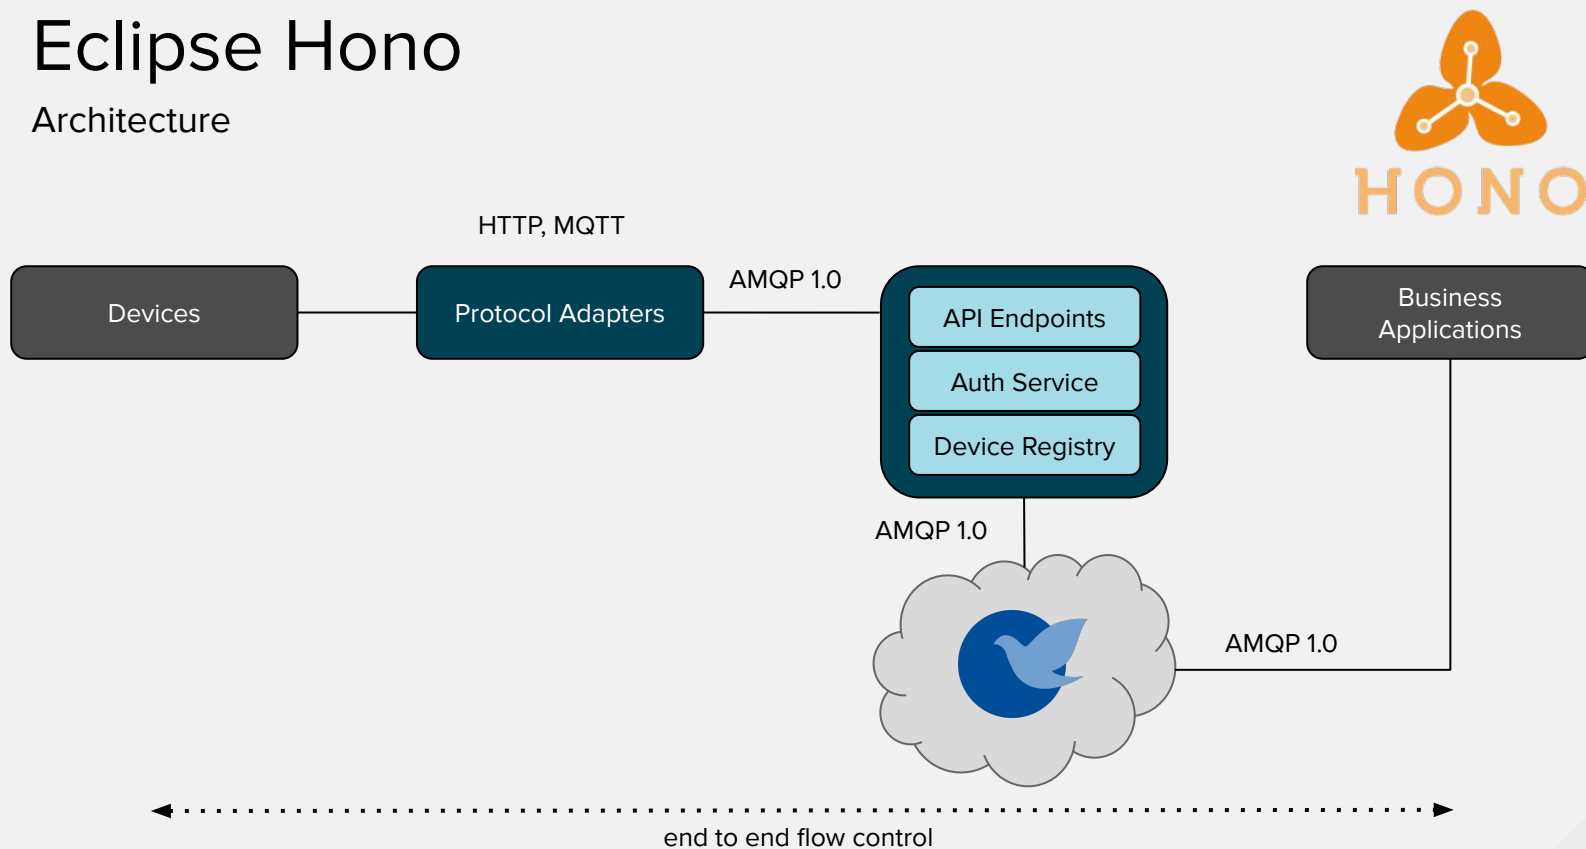 Eclipse Hono
Architecture
HONO
HTTP, MQTT
AMQP 1.0
Devices
Protocol Adapters
API Endpoints
Auth Service
Device Registry
Business
Applications
AMQP 1.0
AMQP 1.0
end to end flow control